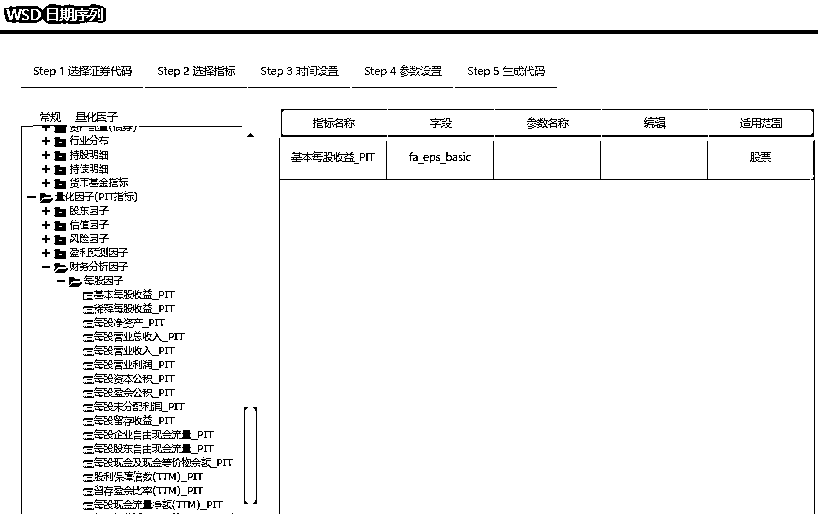 WSD 日期序列
Step 1 选择证券代码 Step 2 选择指标 Step 3 时间设置 Step 4 参数设置 Step 5 生成代码
常规 量化因子
资产配置(债券)
行业分布
持股明细
持债明细
货币基金指标
量化因子(PIT指标)
股东因子
估值因子
风险因子
盈利预测因子
财务分析因子
每股因子
基本每股收益_PIT
稀释每股收益_PIT
每股净资产_PIT
每股营业总收入_PIT
每股营业收入_PIT
每股营业利润_PIT
每股资本公积_PIT
每股盈余公积_PIT
每股未分配利润_PIT
每股留存收益_PIT
每股企业自由现金流量_PIT
每股股东自由现金流量_PIT
每股现金及现金等价物余额_PIT
股利保障倍数(TTM)_PIT
留存盈余比率(TTM)_PIT
每股现金流量净额(TTM)_PIT
指标名称 字段 参数名称 编辑 适用范围
基本每股收益_PIT fa_eps_basic 股票